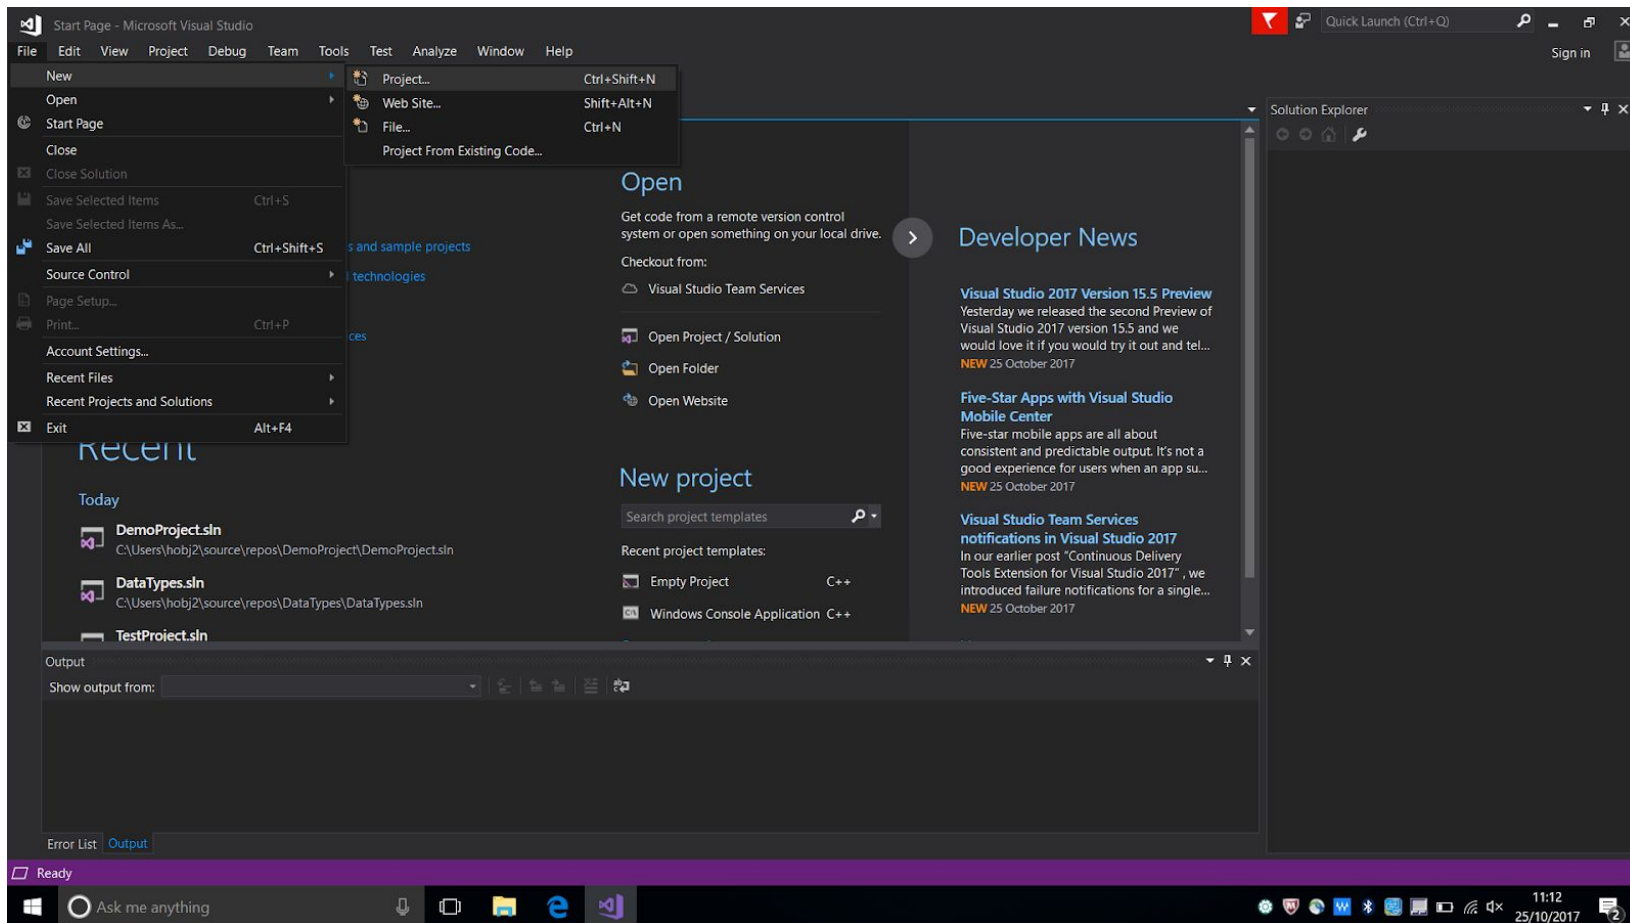 Start Page - Microsoft Visual Studio
Quick Launch (Ctrl+Q)
File Edit View Project Debug Team Tools Test Analyze Window Help
Sign in
New
Open
Start Page
Close
Close Solution
Save Selected Items Ctrl+S
Save Selected Items As...
Save All Ctrl+Shift+S
Source Control
Page Setup...
Print... Ctrl+P
Account Settings...
Recent Files
Recent Projects and Solutions
Exit Alt+F4
Project... Ctrl+Shift+N
Web Site... Shift+Alt+N
File... Ctrl+N
Project From Existing Code...
s and sample projects
technologies
ces
Recent
Today
DemoProject.sln
C:\Users\hobj2\source\repos\DemoProject\DemoProject.sln
DataTypes.sln
C:\Users\hobj2\source\repos\DataTypes\DataTypes.sln
TestProject.sln
Open
Get code from a remote version control
system or open something on your local drive.
Checkout from:
Visual Studio Team Services
Open Project / Solution
Open Folder
Open Website
New project
Search project templates
Recent project templates:
Empty Project C++
Windows Console Application C++
Developer News
Visual Studio 2017 Version 15.5 Preview
Yesterday we released the second Preview of
Visual Studio 2017 version 15.5 and we
would love it if you would try it out and tel...
NEW 25 October 2017
Five-Star Apps with Visual Studio
Mobile Center
Five-star mobile apps are all about
consistent and predictable output. It's not a
good experience for users when an app su...
NEW 25 October 2017
Visual Studio Team Services
notifications in Visual Studio 2017
In our earlier post "Continuous Delivery
Tools Extension for Visual Studio 2017" , we
introduced failure notifications for a single...
NEW 25 October 2017
Solution Explorer
Output
Show output from:
Error List Output
Ready
Ask me anything
11:12
25/10/2017
2